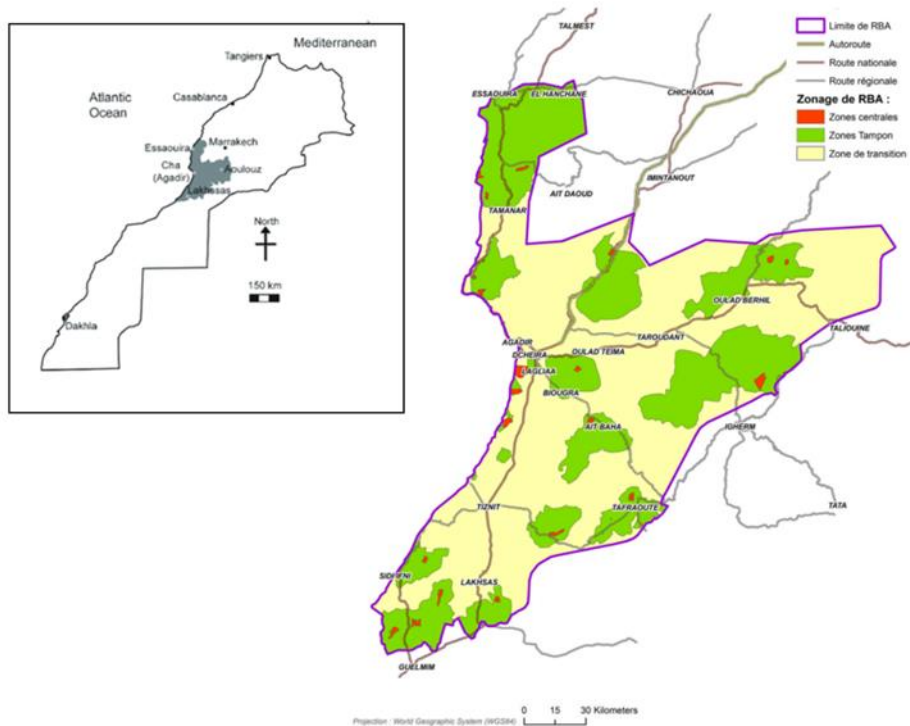 Mediterranean
Tangiers
Atlantic
Ocean
Casablanca
Essaouira
Marrakech
Cha
(Agadir)
Aoulouz
Lakhssas
North
150 km
Dakhla
TALMEST
ESSAOUIRA
EL HANCHANE
CHICHAOUA
AIT DAOUD
IMINTANOUT
TAMANAR
OULAD BERHIL
TALIOUINE
TAROUDANT
AGADIR
DCHEIRA
OULAD TEIMA
LAGLIAA
BIOUGRA
AIT BAHA
IGHERM
TATA
TIZNIT
TAFRAOUTE
SIDI IFNI
LAKHSAS
GUELMIM
Limite de RBA
Autoroute
Route nationale
Route régionale
Zonage de RBA :
Zones centrales
Zones Tampon
Zone de transition
0 15 30 Kilometers
Projection : World Geographic System (WGS84)